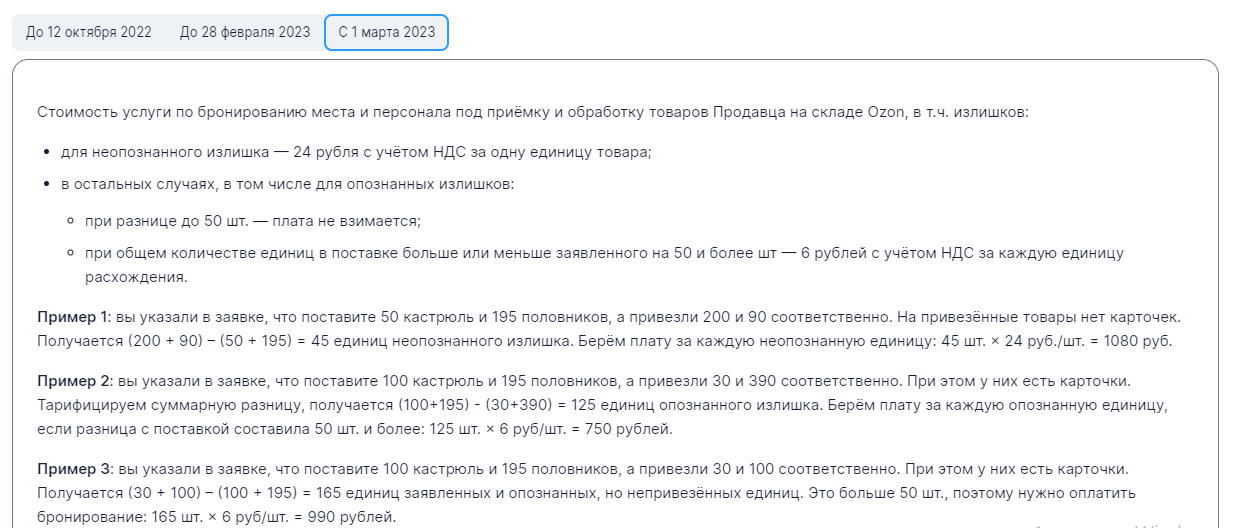 До 12 октября 2022 До 28 февраля 2023 С 1 марта 2023
Стоимость услуги по бронированию места и персонала под приёмку и обработку товаров Продавца на складе Ozon, в т.ч. излишков:
• для неопознанного излишка — 24 рубля с учётом НДС за одну единицу товара;
• в остальных случаях, в том числе для опознанных излишков:
◦ при разнице до 50 шт. — плата не взимается;
◦ при общем количестве единиц в поставке больше или меньше заявленного на 50 и более шт — 6 рублей с учётом НДС за каждую единицу
расхождения.
Пример 1: вы указали в заявке, что поставите 50 кастрюль и 195 половников, а привезли 200 и 90 соответственно. На привезённые товары нет карточек.
Получается (200 + 90) – (50 + 195) = 45 единиц неопознанного излишка. Берём плату за каждую неопознанную единицу: 45 шт. × 24 руб./шт. = 1080 руб.
Пример 2: вы указали в заявке, что поставите 100 кастрюль и 195 половников, а привезли 30 и 390 соответственно. При этом у них есть карточки.
Тарифицируем суммарную разницу, получается (100+195) - (30+390) = 125 единиц опознанного излишка. Берём плату за каждую опознанную единицу,
если разница с поставкой составила 50 шт. и более: 125 шт. × 6 руб/шт. = 750 рублей.
Пример 3: вы указали в заявке, что поставите 100 кастрюль и 195 половников, а привезли 30 и 100 соответственно. При этом у них есть карточки.
Получается (30 + 100) – (100 + 195) = 165 единиц заявленных и опознанных, но непривезённых единиц. Это больше 50 шт., поэтому нужно оплатить
бронирование: 165 шт. × 6 руб/шт. = 990 рублей.